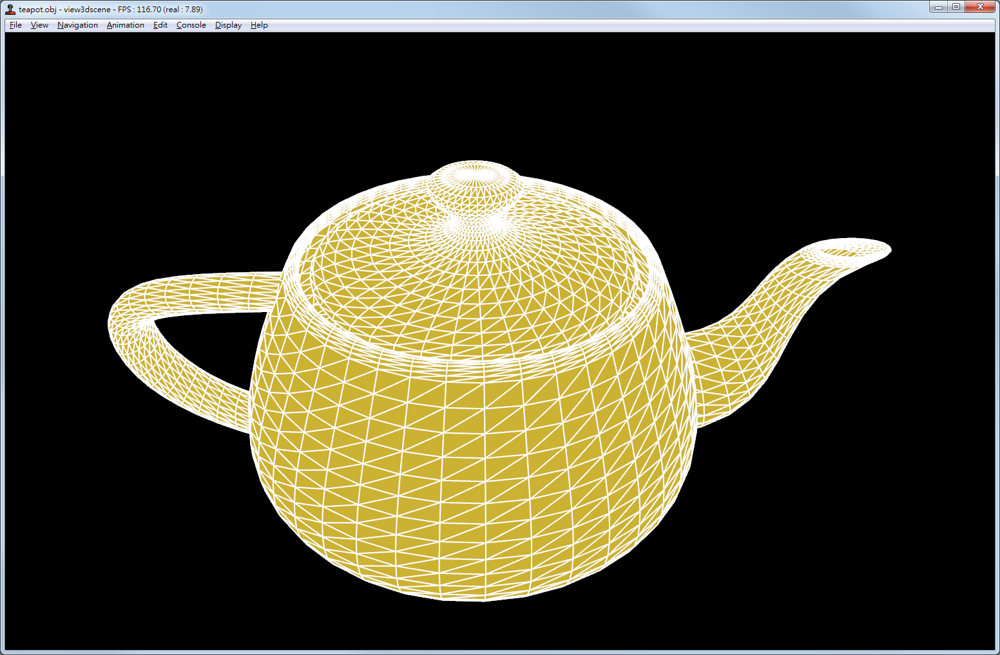 teapot.obj - view3dscene - FPS : 116.70 (real : 7.89)
File View Navigation Animation Edit Console Display Help